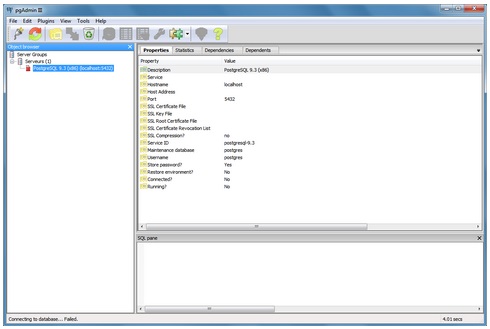 pgAdmin III
File Edit Plugins View Tools Help
Object browser
Server Groups
Serveurs (1)
PostgreSQL 9.3 (x86) (localhost:5432)
Properties Statistics Dependencies Dependents
Property Value
Description PostgreSQL 9.3 (x86)
Service
Hostname localhost
Host Address
Port 5432
SSL Certificate File
SSL Key File
SSL Root Certificate File
SSL Certificate Revocation List
SSL Compression? no
Service ID postgresql-9.3
Maintenance database postgres
Username postgres
Store password? Yes
Restore environment? No
Connected? No
Running? No
SQL pane
Connecting to database... Failed. 4.01 secs